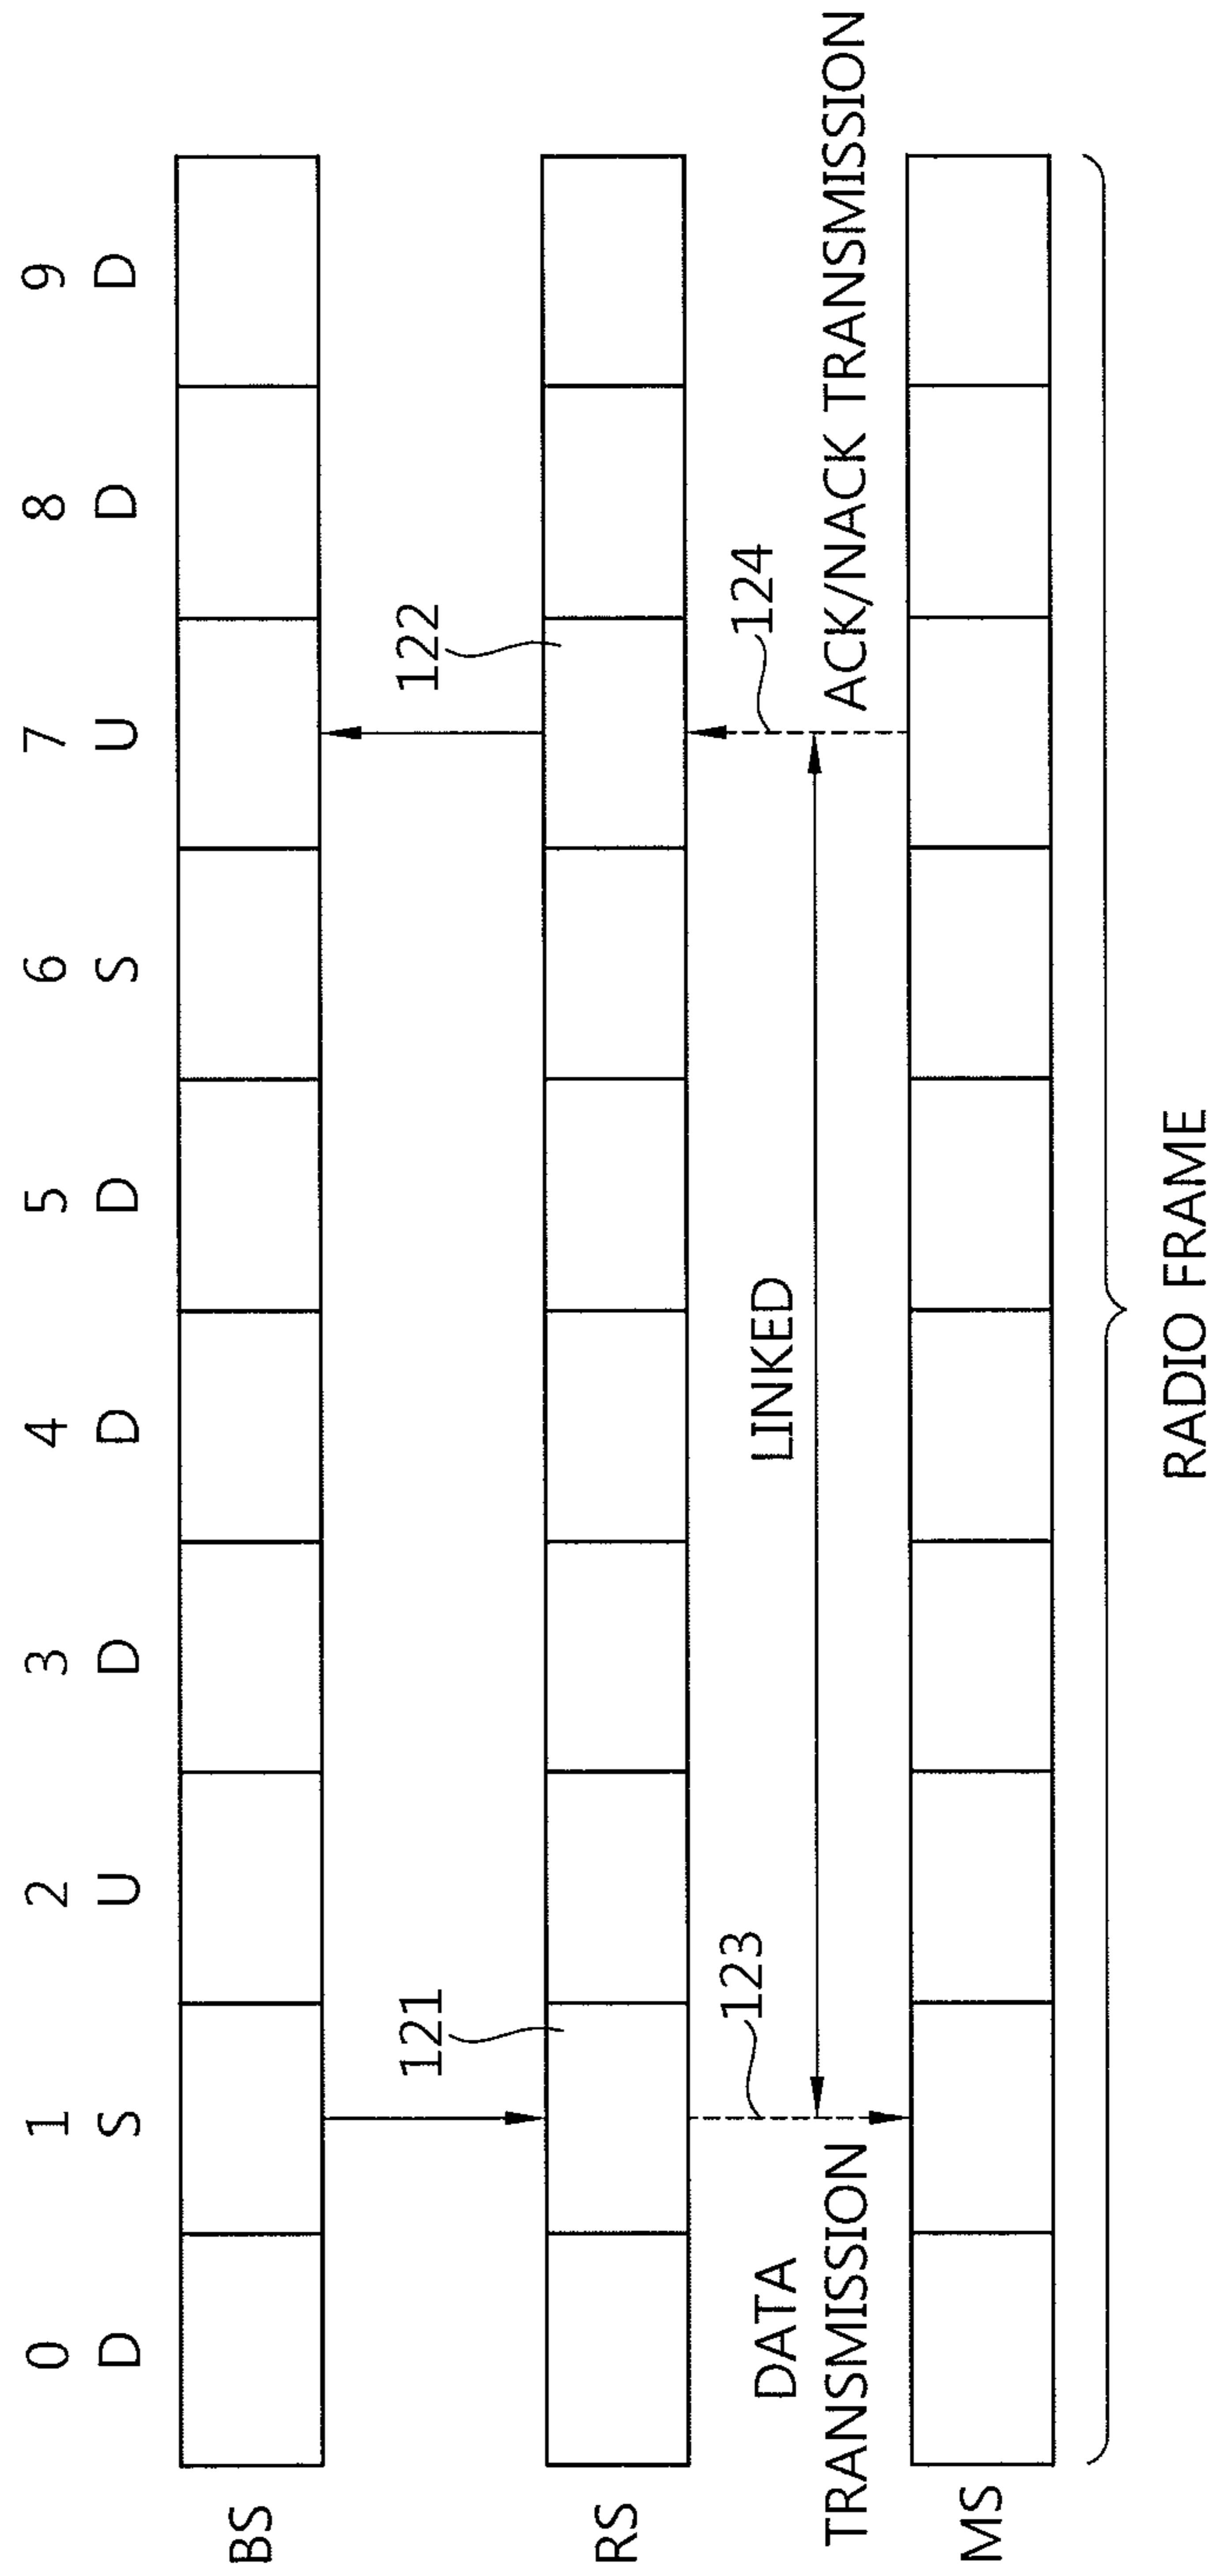 0 1 2 3 4 5 6 7 8 9
D S U D D D S U D D
BS
121
122
RS
123
LINKED
124
DATA
TRANSMISSION
ACK/NACK TRANSMISSION
MS
RADIO FRAME